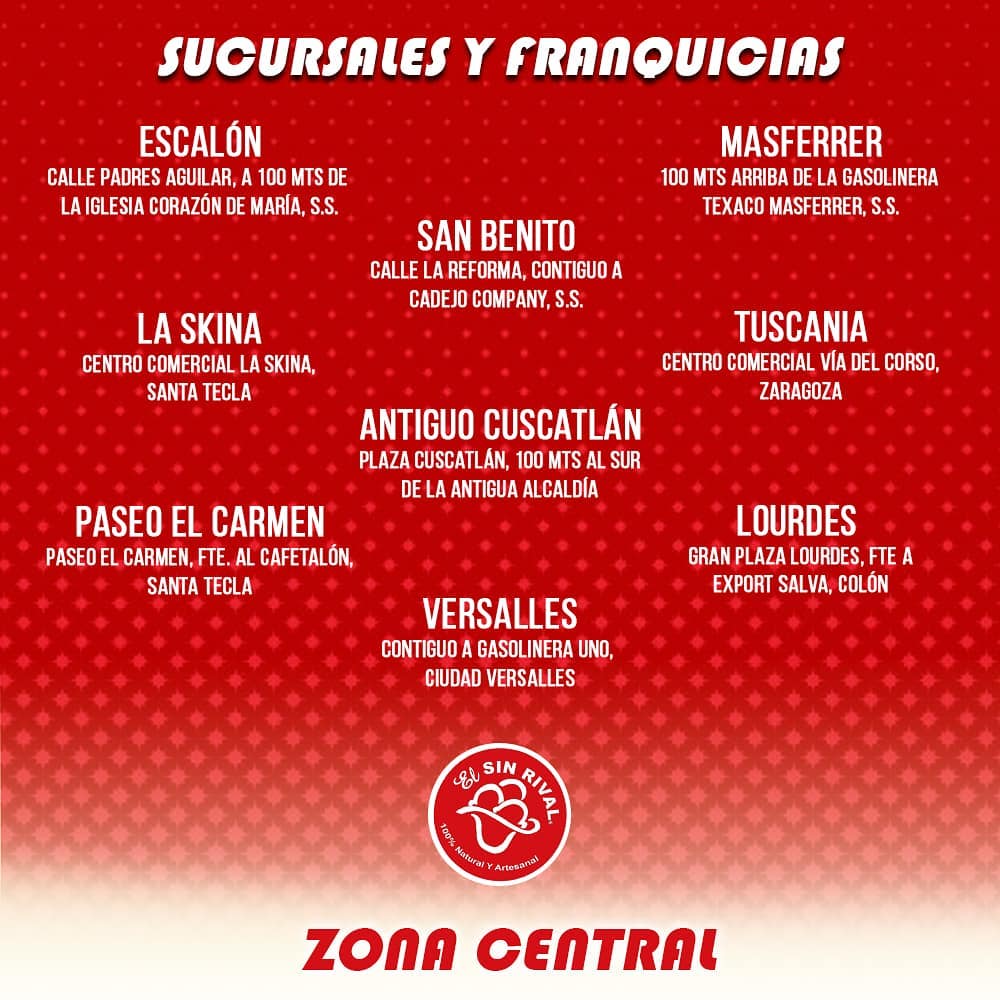 SUCURSALES Y FRANQUICIAS
ESCALÓN
CALLE PADRES AGUILAR, A 100 MTS DE
LA IGLESIA CORAZÓN DE MARÍA, S.S.
MASFERRER
100 MTS ARRIBA DE LA GASOLINERA
TEXACO MASFERRER, S.S.
SAN BENITO
CALLE LA REFORMA, CONTIGUO A
CADEJO COMPANY, S.S.
LA SKINA
CENTRO COMERCIAL LA SKINA,
SANTA TECLA
TUSCANIA
CENTRO COMERCIAL VÍA DEL CORSO,
ZARAGOZA
ANTIGUO CUSCATLÁN
PLAZA CUSCATLÁN, 100 MTS AL SUR
DE LA ANTIGUA ALCALDÍA
PASEO EL CARMEN
PASEO EL CARMEN, FTE. AL CAFETALÓN,
SANTA TECLA
LOURDES
GRAN PLAZA LOURDES, FTE A
EXPORT SALVA, COLÓN
VERSALLES
CONTIGUO A GASOLINERA UNO,
CIUDAD VERSALLES
El SIN RIVAL
100% Natural Y Artesanal
ZONA CENTRAL